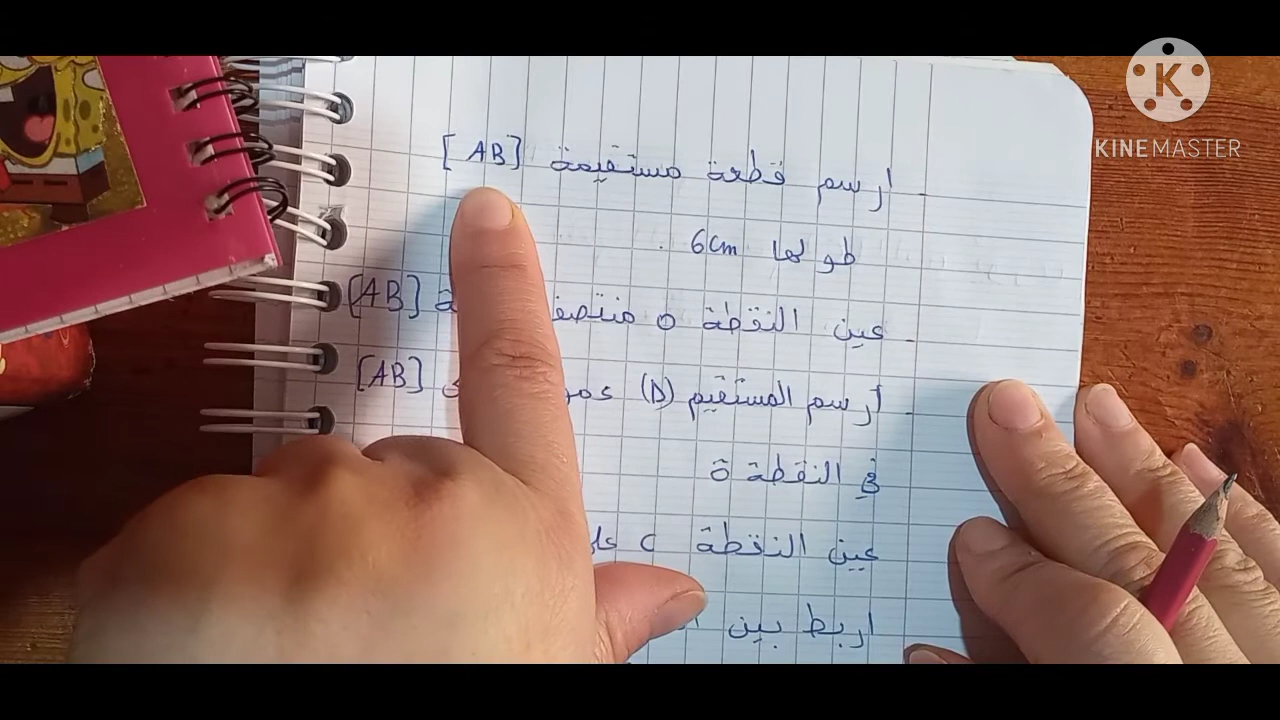 - ارسم قطعة مستقيمة [AB]
طولها 6cm .
- عين النقطة o [AB]
- ارسم المستقيم (D) [AB]
في النقطة o
عين النقطة C
اربط بين
K
KINEMASTER